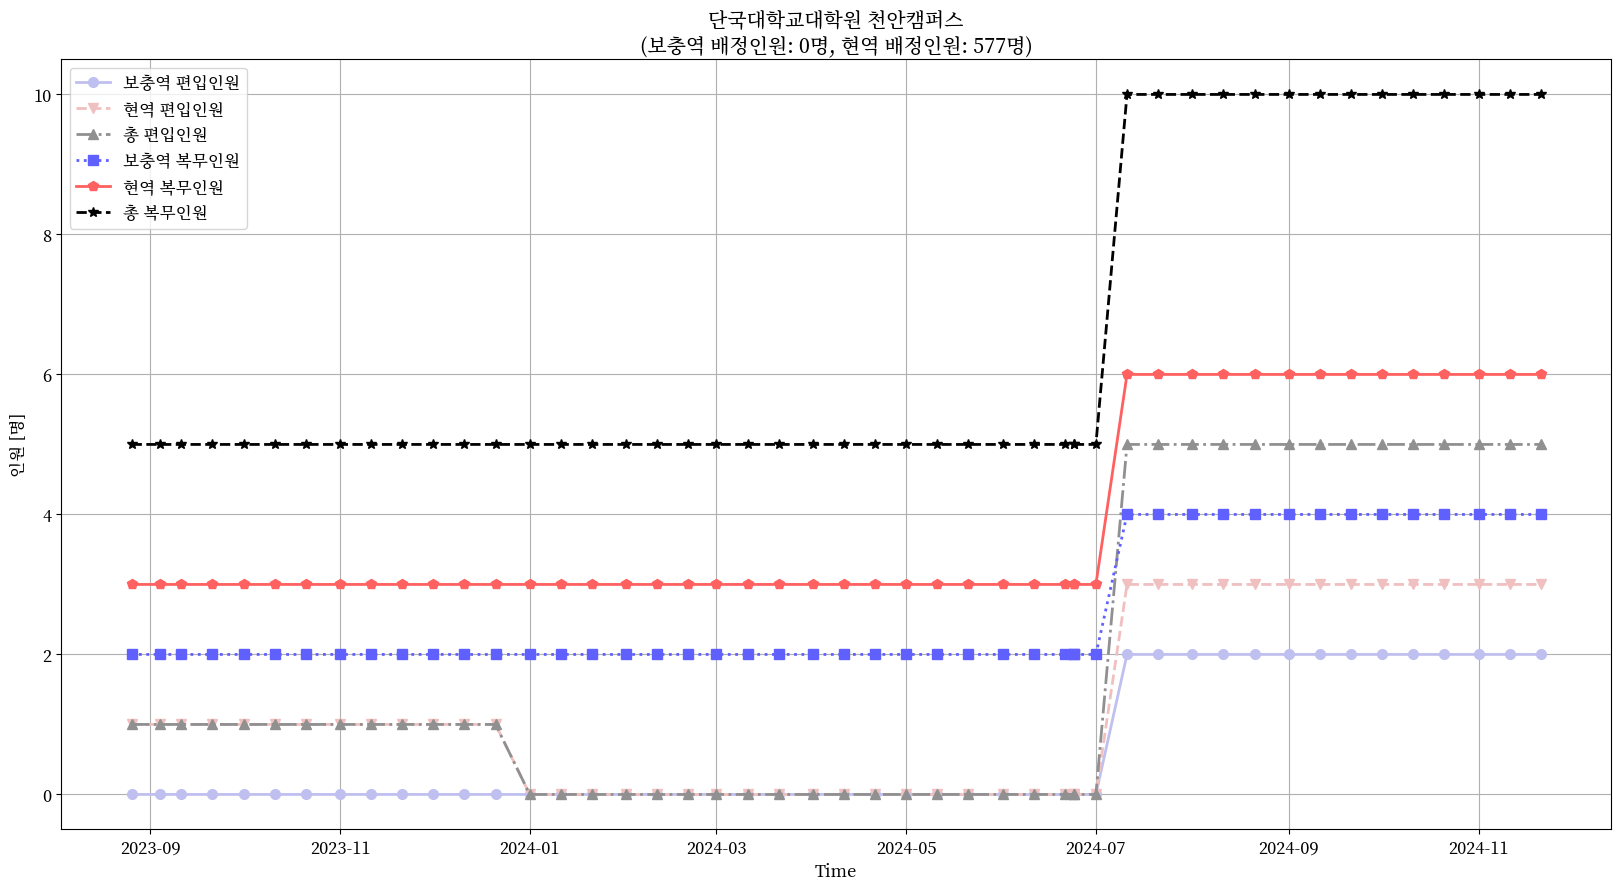 단국대학교대학원 천안캠퍼스
(보충역 배정인원: 0명, 현역 배정인원: 577명)
보충역 편입인원
현역 편입인원
총 편입인원
보충역 복무인원
현역 복무인원
총 복무인원
인원 [명]
10
8
6
4
2
0
2023-09
2023-11
2024-01
2024-03
2024-05
2024-07
2024-09
2024-11
Time